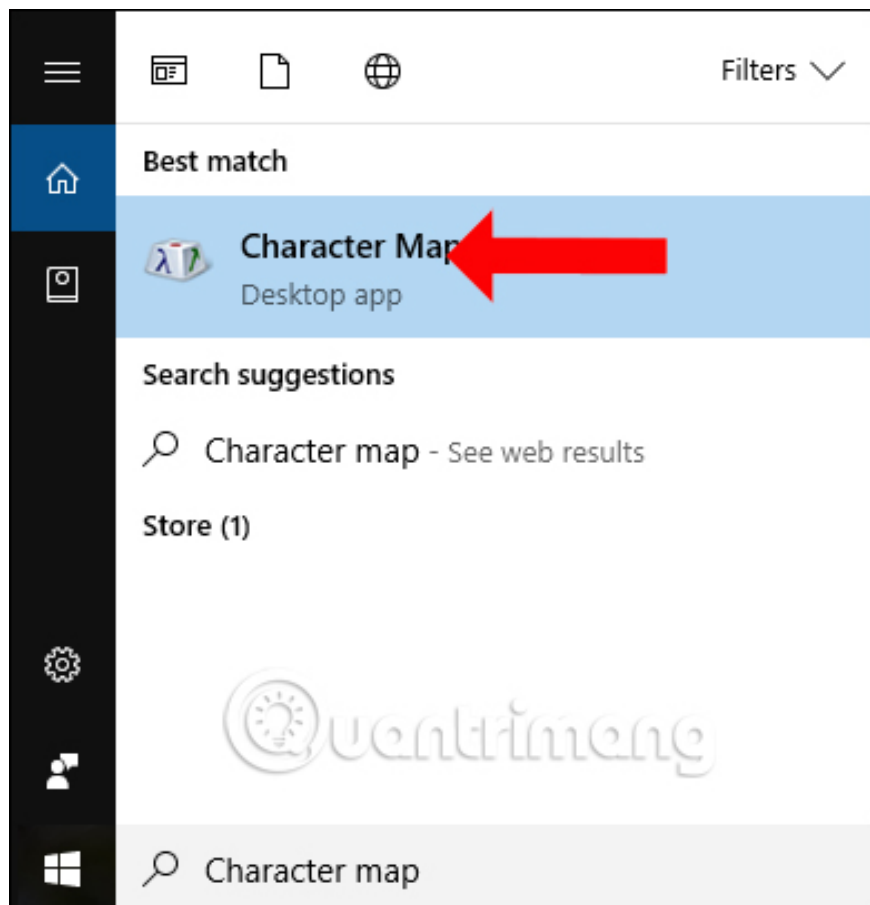 Filters
Best match
Character Map
Desktop app
Search suggestions
Character map - See web results
Store (1)
Quantrimang
Character map